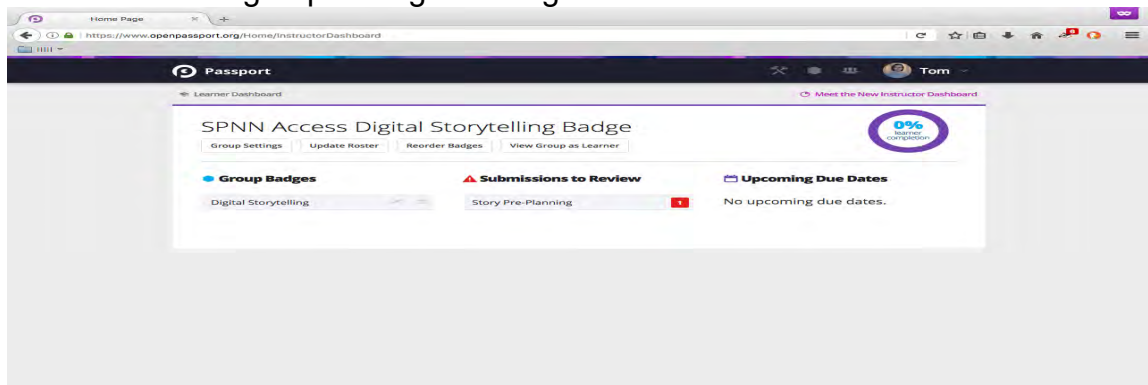 Home Page
https://www.openpassport.org/Home/InstructorDashboard
Passport
Tom
Learner Dashboard
Meet the New Instructor Dashboard
SPNN Access Digital Storytelling Badge
0%
learner
completion
Group Settings Update Roster Reorder Badges View Group as Learner
Group Badges Submissions to Review Upcoming Due Dates
Digital Storytelling Story Pre-Planning 1 No upcoming due dates.